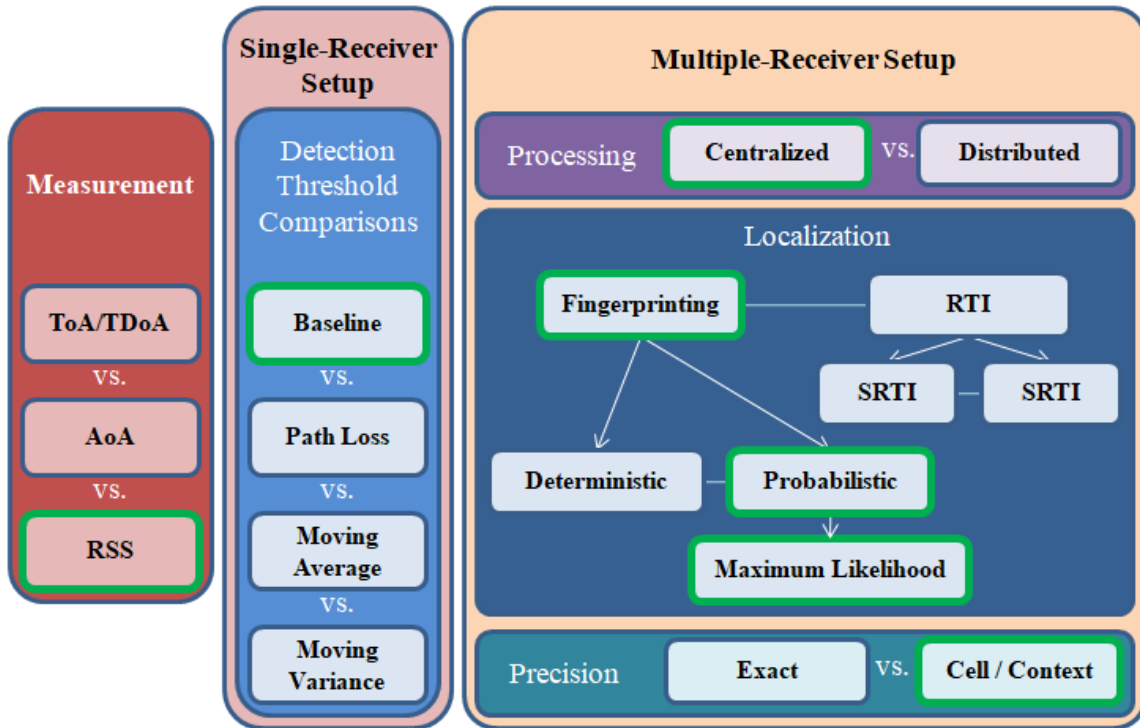 Measurement
ToA/TDoA
vs.
AoA
vs.
RSS
Single-Receiver
Setup
Detection
Threshold
Comparisons
Baseline
vs.
Path Loss
vs.
Moving
Average
vs.
Moving
Variance
Multiple-Receiver Setup
Processing
Centralized
vs.
Distributed
Localization
Fingerprinting
RTI
SRTI
SRTI
Deterministic
Probabilistic
Maximum Likelihood
Precision
Exact
vs.
Cell / Context